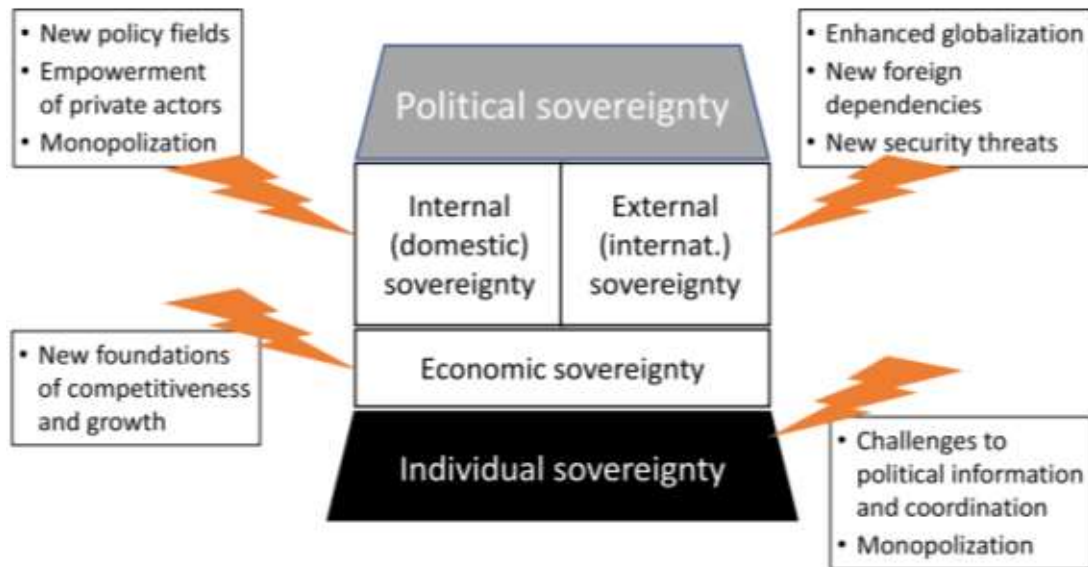 • New policy fields
• Empowerment
of private actors
• Monopolization
• Enhanced globalization
• New foreign
dependencies
• New security threats
Political sovereignty
Internal
(domestic)
sovereignty
External
(internat.)
sovereignty
• New foundations
of competitiveness
and growth
Economic sovereignty
Individual sovereignty
• Challenges to
political information
and coordination
• Monopolization